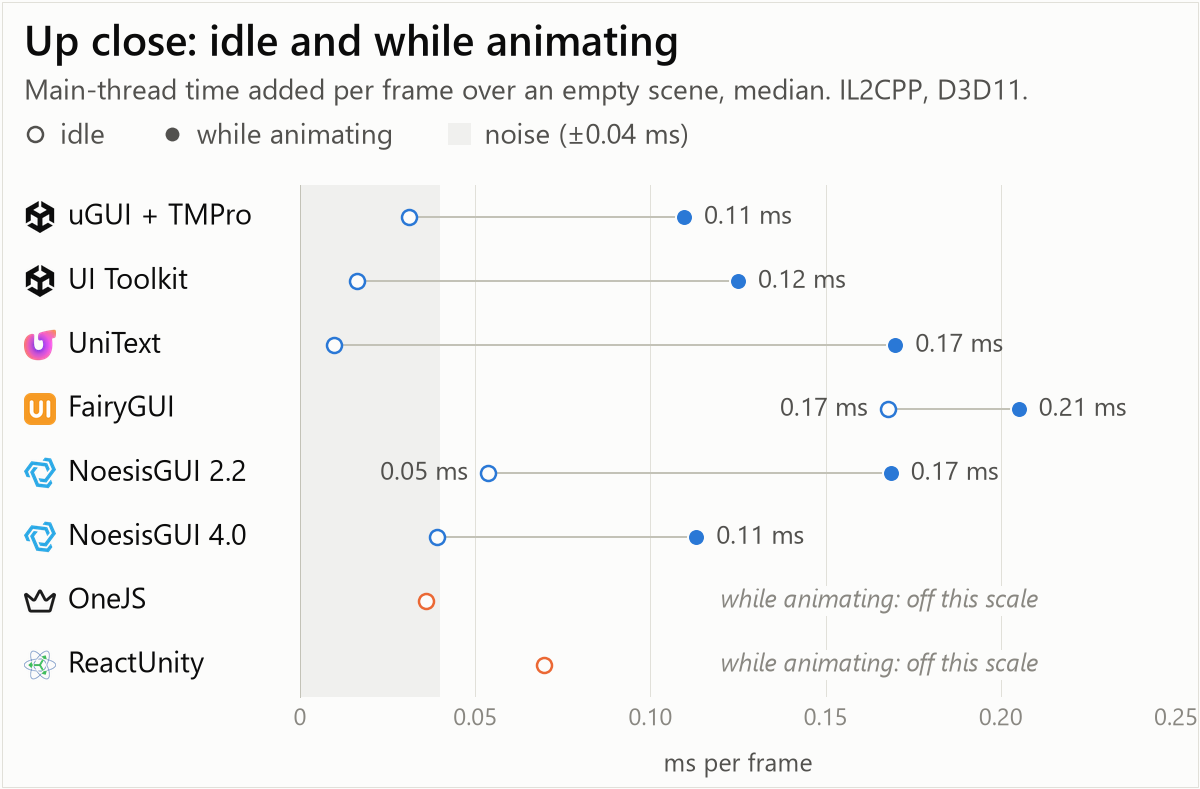 Up close: idle and while animating
Main-thread time added per frame over an empty scene, median. IL2CPP, D3D11.
idle while animating noise (±0.04 ms)
uGUI + TMPro 0.11 ms
UI Toolkit 0.12 ms
UniText 0.17 ms
UI FairyGUI 0.17 ms 0.21 ms
NoesisGUI 2.2 0.05 ms 0.17 ms
NoesisGUI 4.0 0.11 ms
OneJS while animating: off this scale
ReactUnity while animating: off this scale
0 0.05 0.10 0.15 0.20 0.25
ms per frame